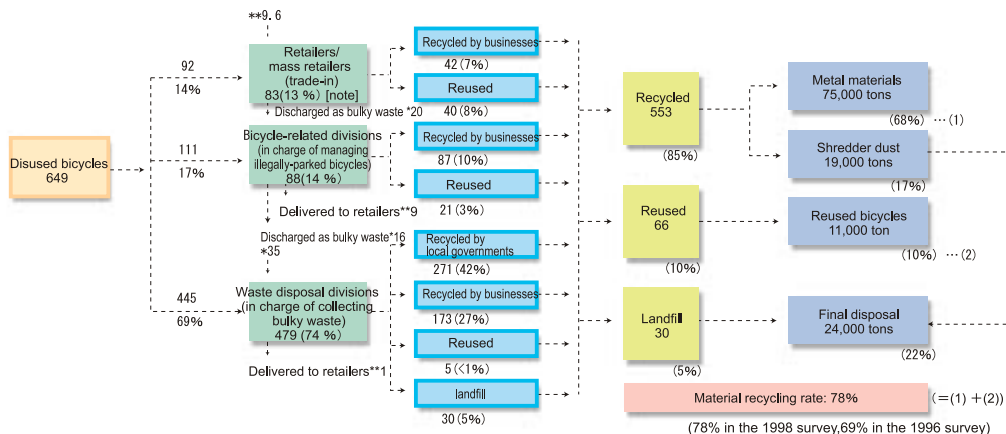 **9.6
Retailers/
mass retailers
(trade-in)
83(13 %) [note]
92
14%
Discharged as bulky waste *20
Disused bicycles
649
111
17%
Bicycle-related divisions
(in charge of managing
illegally-parked bicycles)
88(14 %)
Delivered to retailers**9
Discharged as bulky waste*16
*35
445
69%
Waste disposal divisions
(in charge of collecting
bulky waste)
479 (74 %)
Delivered to retailers**1
Recycled by businesses
42 (7%)
Reused
40 (8%)
Recycled by businesses
87 (10%)
Reused
21 (3%)
Recycled by
local governments
271 (42%)
Recycled by businesses
173 (27%)
Reused
5 (<1%)
landfill
30 (5%)
Recycled
553
(85%)
Reused
66
(10%)
Landfill
30
(5%)
Metal materials
75,000 tons
(68%) …(1)
Shredder dust
19,000 tons
(17%)
Reused bicycles
11,000 ton
(10%) …(2)
Final disposal
24,000 tons
(22%)
Material recycling rate: 78%
(=(1) +(2))
(78% in the 1998 survey,69% in the 1996 survey)